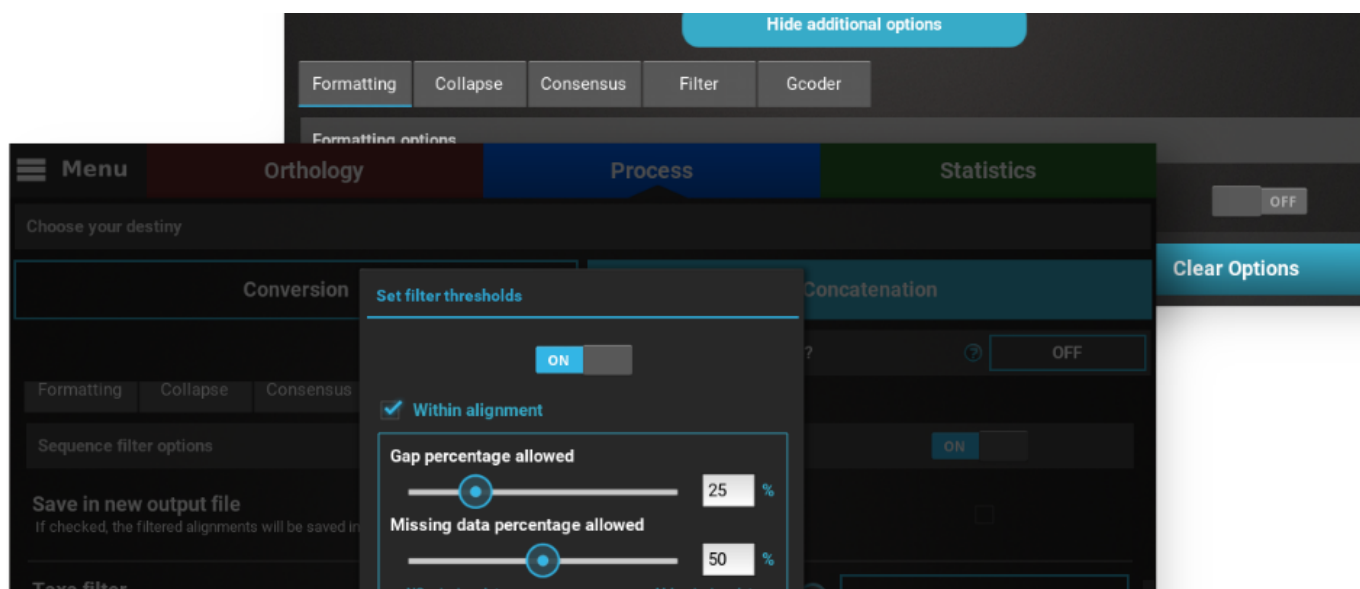 Hide additional options
Formatting Collapse Consensus Filter Gcoder
Formatting options
Menu Orthology Process Statistics
OFF
Choose your destiny
Clear Options
Conversion Concatenation
Set filter thresholds
? OFF
ON
Formatting Collapse Consensus
Within alignment
Sequence filter options ON
Gap percentage allowed
25 %
Save in new output file
If checked, the filtered alignments will be saved in
Missing data percentage allowed
50 %
Taxa filter